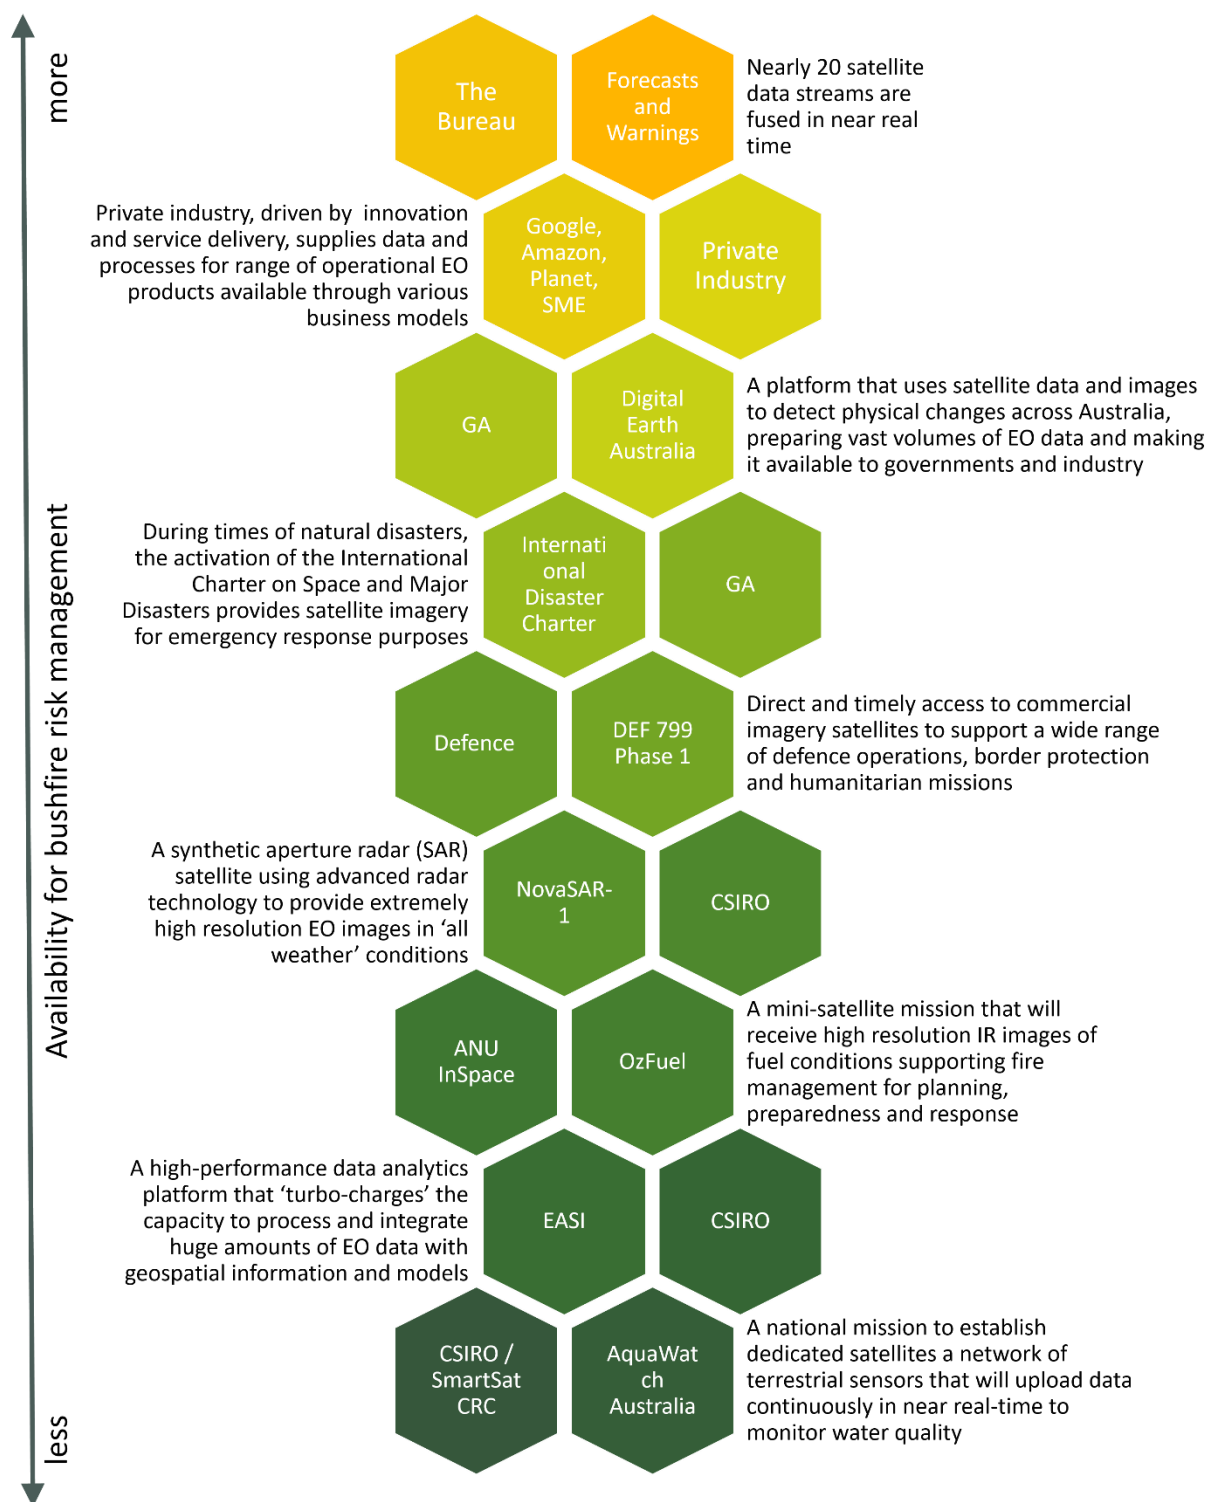 more
The
Bureau
Forecasts
and
Warnings
Nearly 20 satellite
data streams are
fused in near real
time
Private industry, driven by  innovation
and service delivery, supplies data and
processes for range of operational EO
products available through various
business models
Google,
Amazon,
Planet,
SME
Private
Industry
GA
Digital
Earth
Australia
A platform that uses satellite data and images
to detect physical changes across Australia,
preparing vast volumes of EO data and making
it available to governments and industry
Availability for bushfire risk management
During times of natural disasters,
the activation of the International
Charter on Space and Major
Disasters provides satellite imagery
for emergency response purposes
Internati
onal
Disaster
Charter
GA
Defence
DEF 799
Phase 1
Direct and timely access to commercial
imagery satellites to support a wide range
of defence operations, border protection
and humanitarian missions
A synthetic aperture radar (SAR)
satellite using advanced radar
technology to provide extremely
high resolution EO images in ‘all
weather’ conditions
NovaSAR-
1
CSIRO
ANU
InSpace
OzFuel
A mini-satellite mission that will
receive high resolution IR images of
fuel conditions supporting fire
management for planning,
preparedness and response
A high-performance data analytics
platform that ‘turbo-charges’ the
capacity to process and integrate
huge amounts of EO data with
geospatial information and models
EASI
CSIRO
CSIRO /
SmartSat
CRC
AquaWat
ch
Australia
A national mission to establish
dedicated satellites a network of
terrestrial sensors that will upload data
continuously in near real-time to
monitor water quality
less